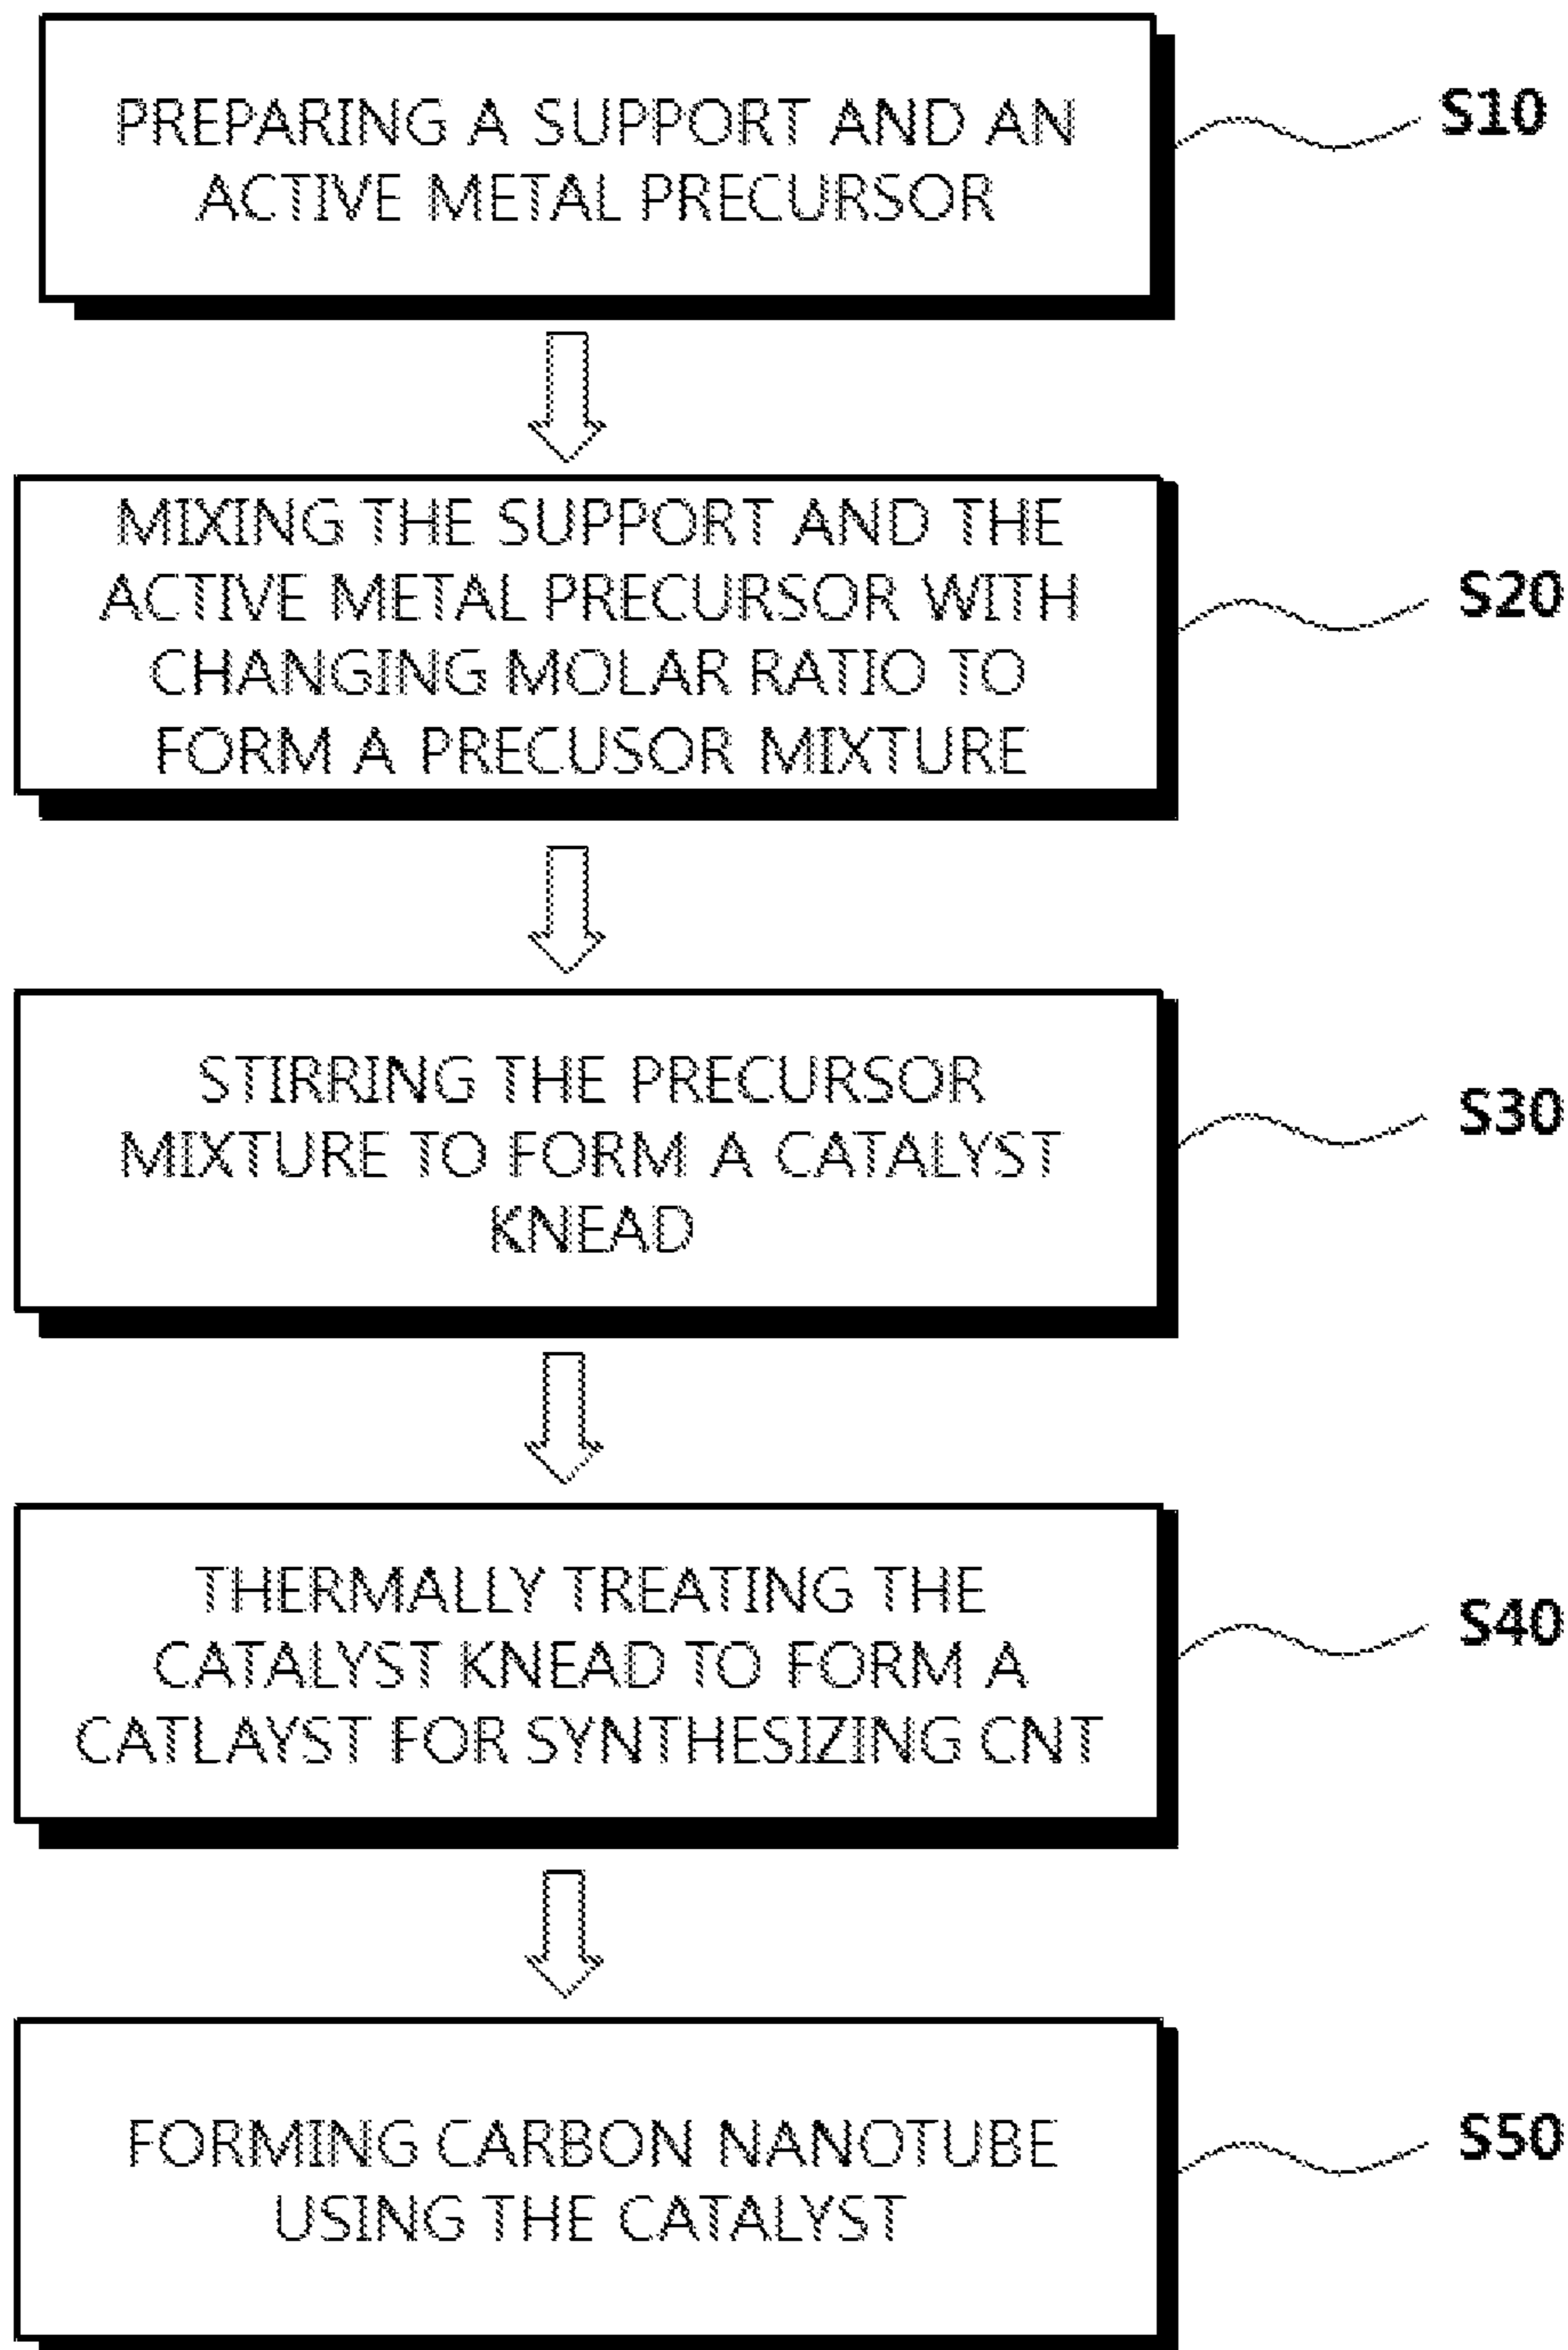 PREPARING A SUPPORT AND AN
ACTIVE METAL PRECURSOR
S10
MIXING THE SUPPORT AND THE
ACTIVE METAL PRECURSOR WITH
CHANGING MOLAR RATIO TO
FORM A PRECUSOR MIXTURE
S20
STIRRING THE PRECURSOR
MIXTURE TO FORM A CATALYST
KNEAD
S30
THERMALLY TREATING THE
CATALYST KNEAD TO FORM A
CATLAYST FOR SYNTHESIZING CNT
S40
FORMING CARBON NANOTUBE
USING THE CATALYST
S50